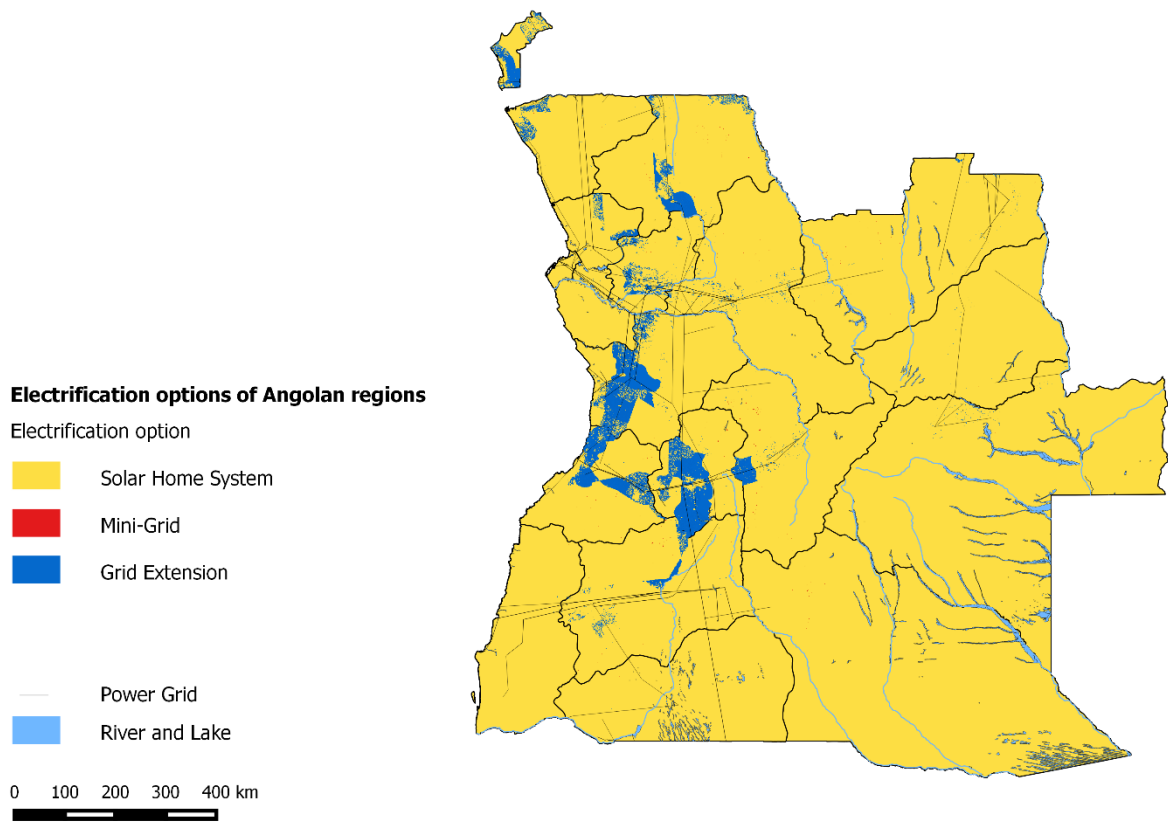 Electrification options of Angolan regions
Electrification option
Solar Home System
Mini-Grid
Grid Extension
Power Grid
River and Lake
0 100 200 300 400 km